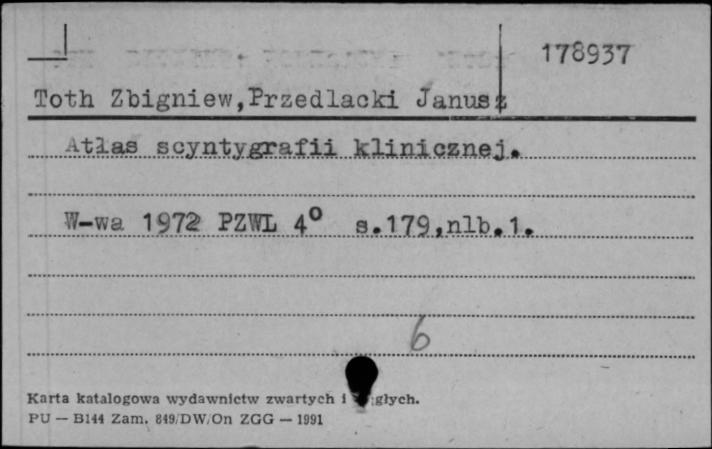 178937
Toth Zbigniew,Przedlacki Janusz
Atlas scyntygrafii klinicznej.
W-wa 1972 PZWL 4° s.179,nlb.1.
6
Karta katalogowa wydawnictw zwartych i głych.
PU — B144 Zam. 849/DW/On ZGG — 1991